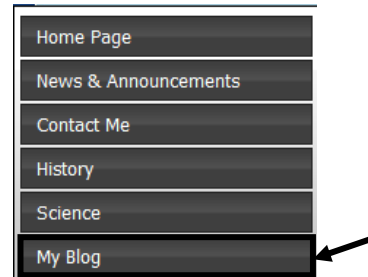 Home Page
News & Announcements
Contact Me
History
Science
My Blog